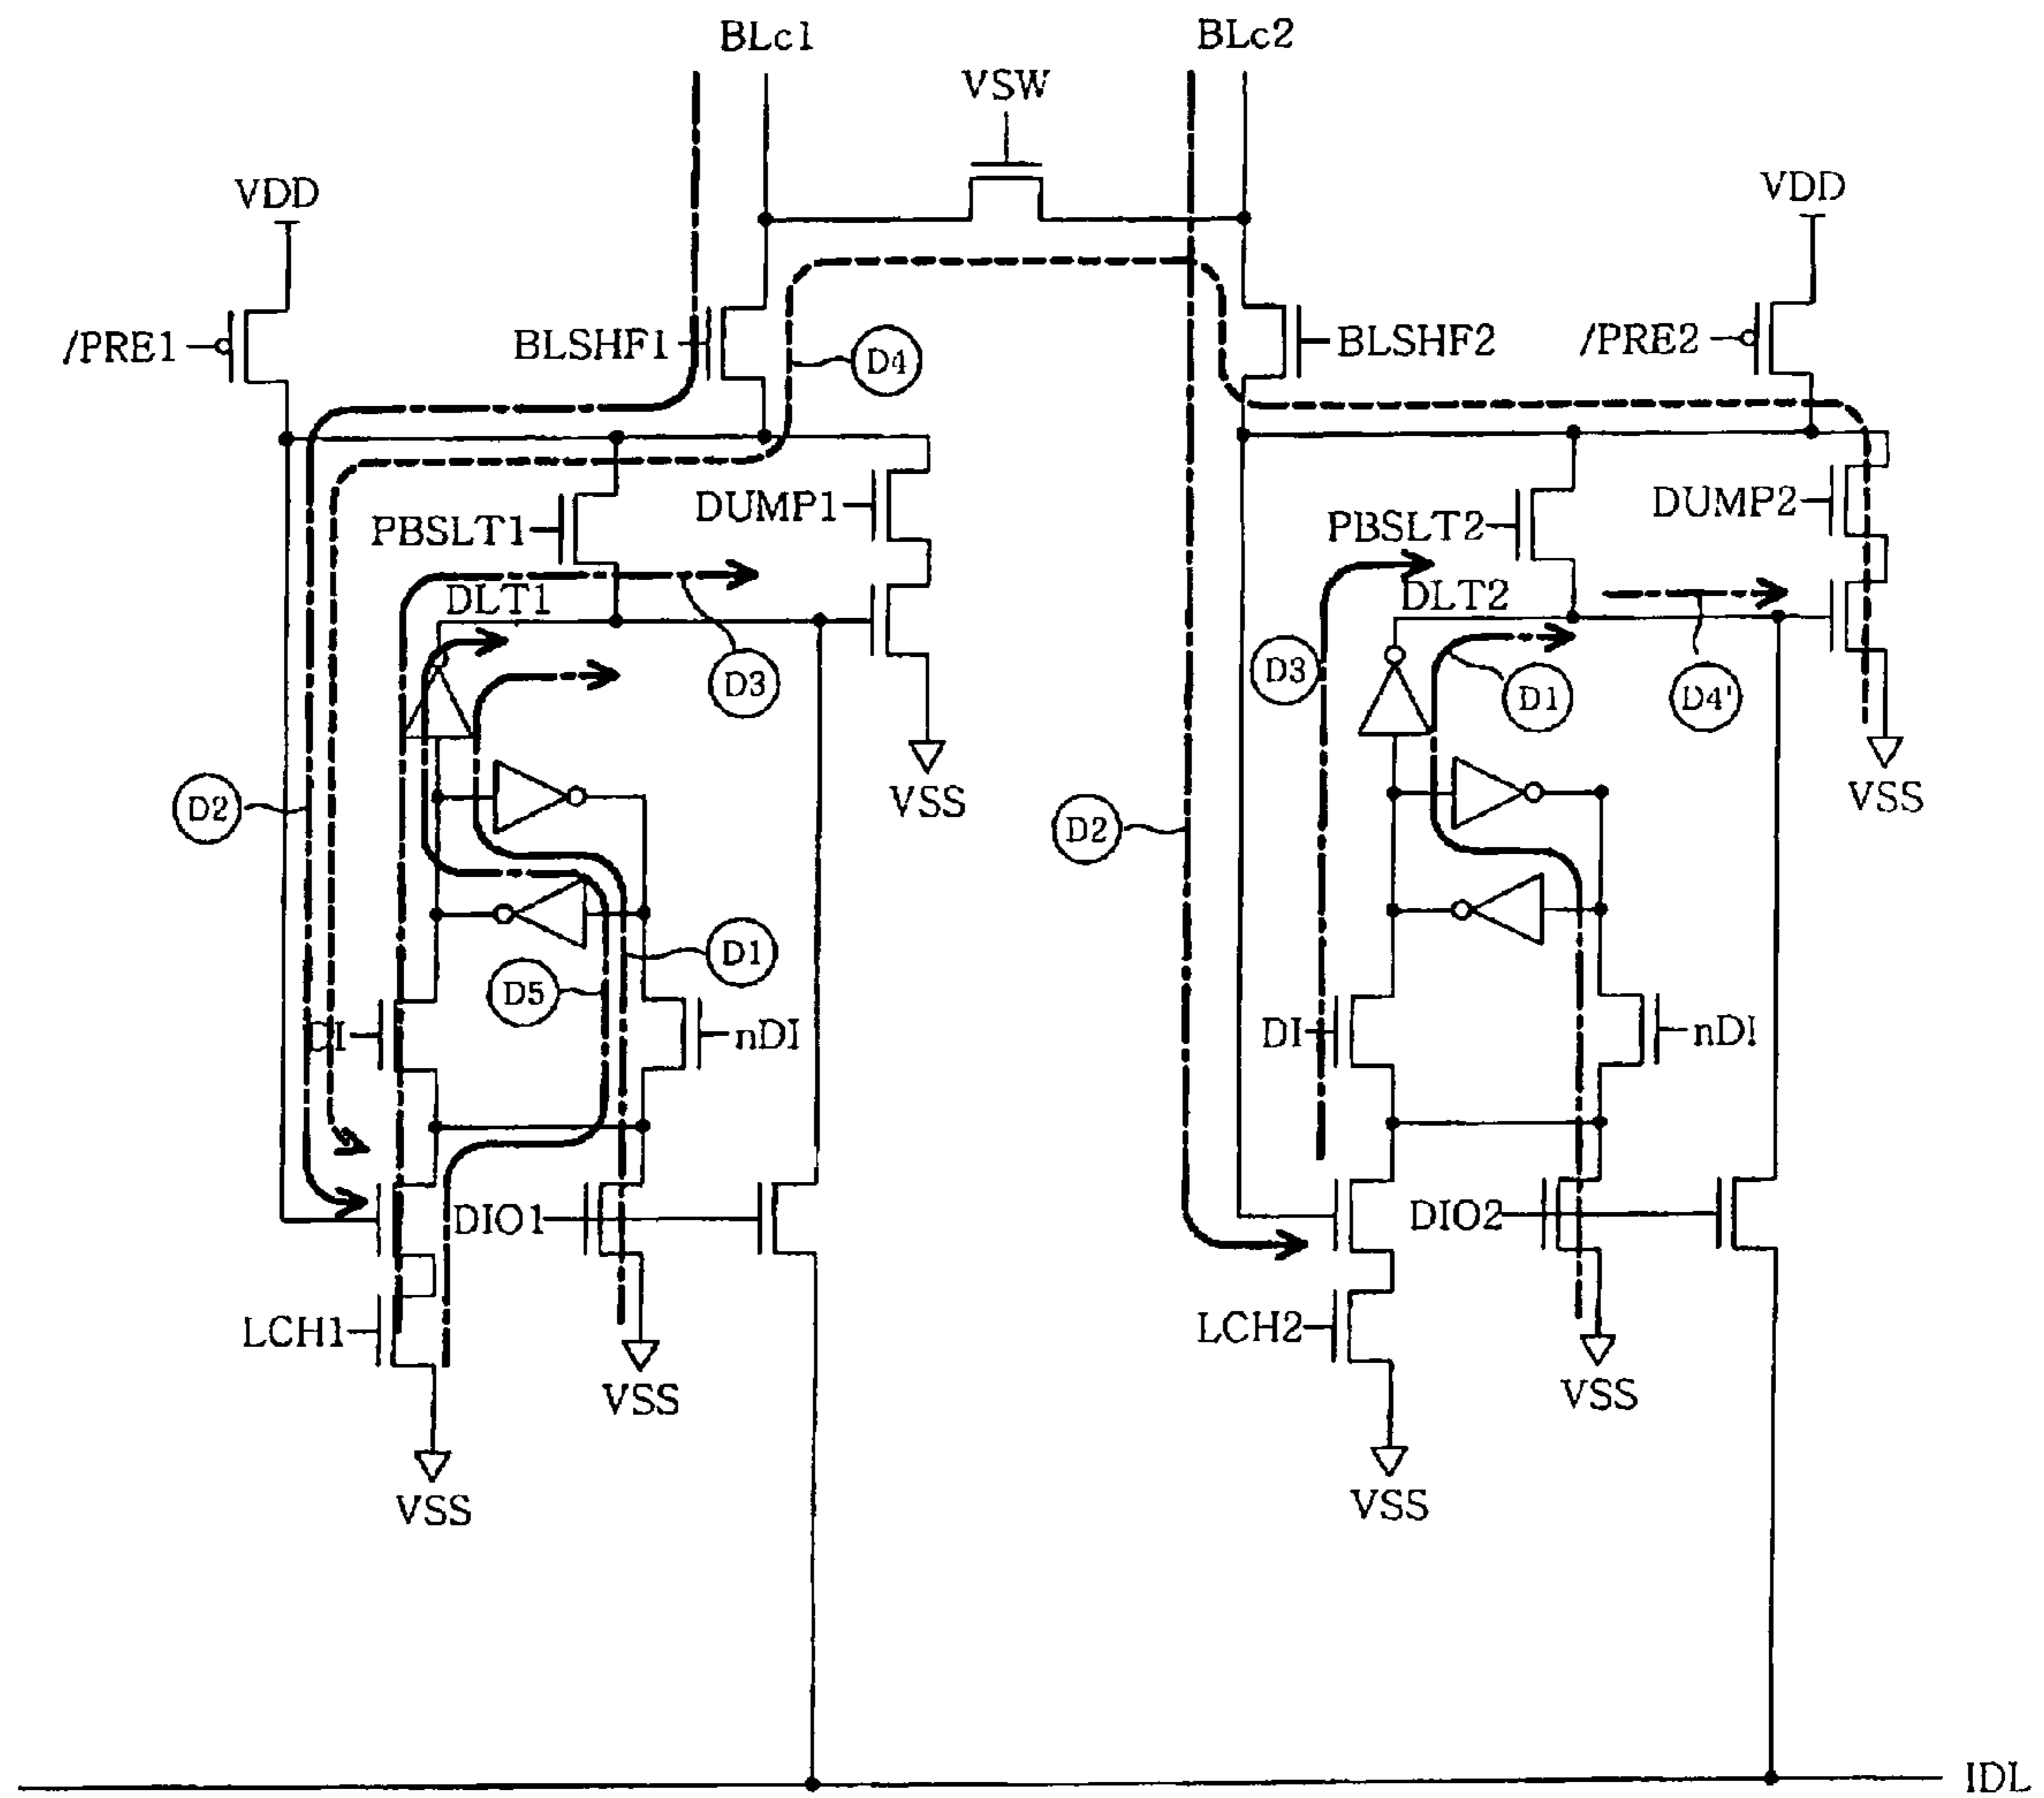 BLc1
BLc2
VSW
VDD
VDD
/PRE1
BLSHF1
D4
BLSHF2
/PRE2
PBSLT1
DUMP1
PBSLT2
DUMP2
DLT1
DLT2
D3
D3
D1
D4'
D2
VSS
D2
VSS
D1
D5
DI
nDI
DI
nDI
DIO1
DIO2
LCH1
LCH2
VSS
VSS
VSS
VSS
IDL